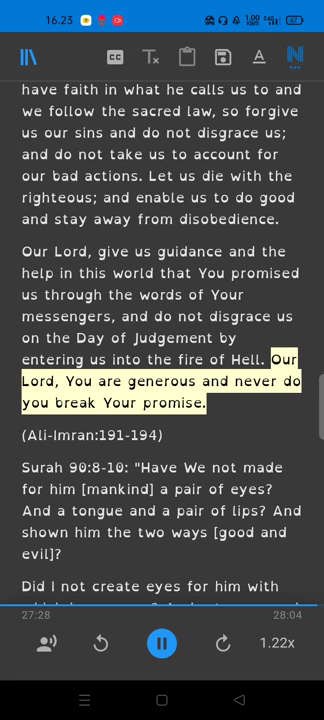 16.23
1.00
KB/s
67
CC
have faith in what he calls us to and
we follow the sacred law, so forgive
us our sins and do not disgrace us;
and do not take us to account for
our bad actions. Let us die with the
righteous; and enable us to do good
and stay away from disobedience.
Our Lord, give us guidance and the
help in this world that You promised
us through the words of Your
messengers, and do not disgrace us
on the Day of Judgement by
entering us into the fire of Hell. Our
Lord, You are generous and never do
you break Your promise.
(Ali-Imran:191-194)
Surah 90:8-10: "Have We not made
for him [mankind] a pair of eyes?
And a tongue and a pair of lips? And
shown him the two ways [good and
evil]?
Did I not create eyes for him with
27:28
28:04
1.22x